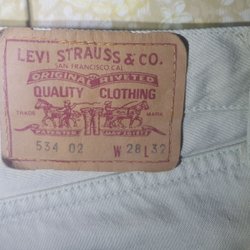 LEVI STRAUSS & CO.
SAN FRANCISCO, CAL.
ORIGINAL RIVETED
QUALITY CLOTHING
TRADE MARK
534 02 W 28 L 32